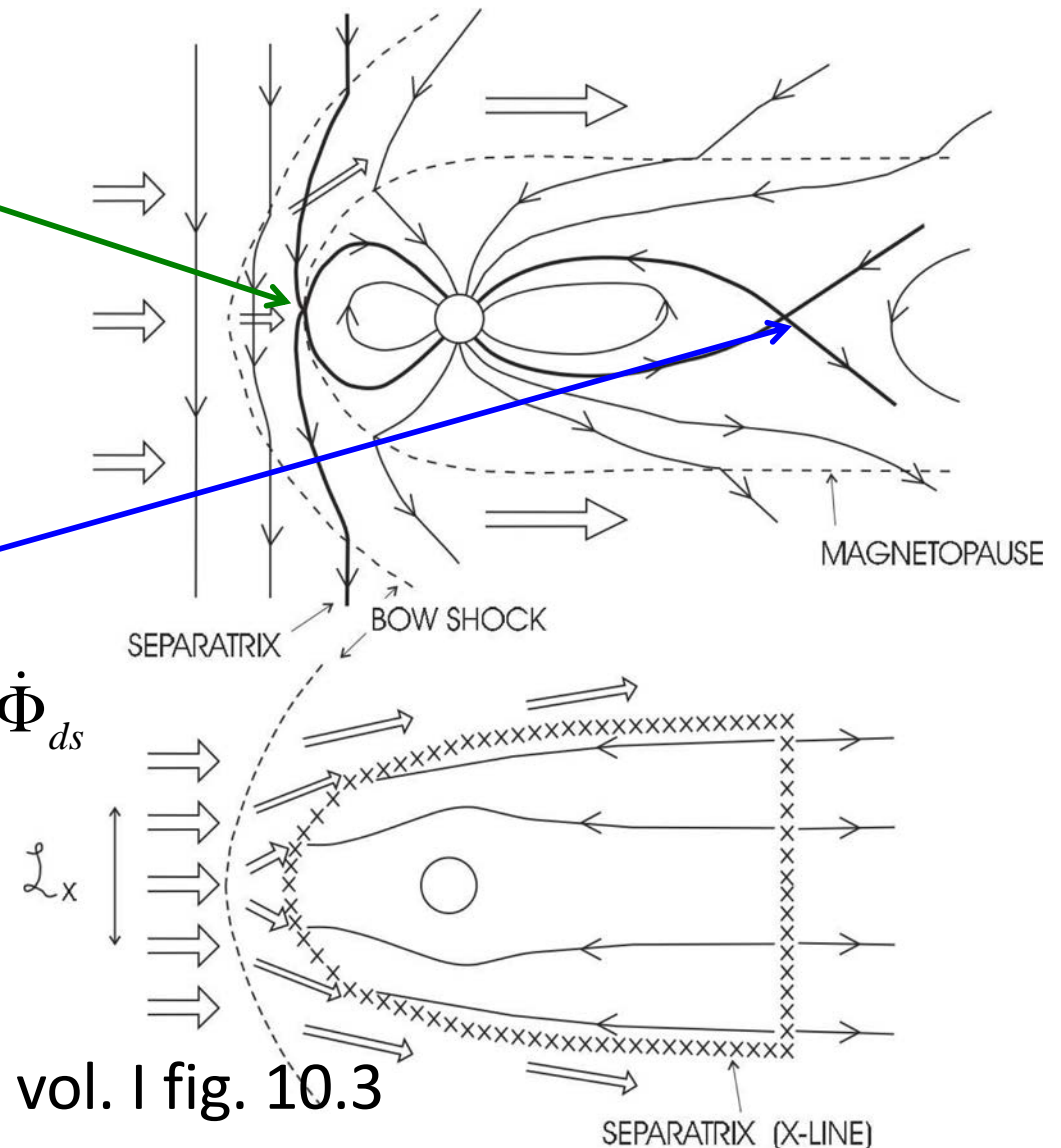 MAGNETOPAUSE
BOW SHOCK
SEPARATRIX
Φ̇ds
ℒx
vol. I fig. 10.3
SEPARATRIX (X-LINE)